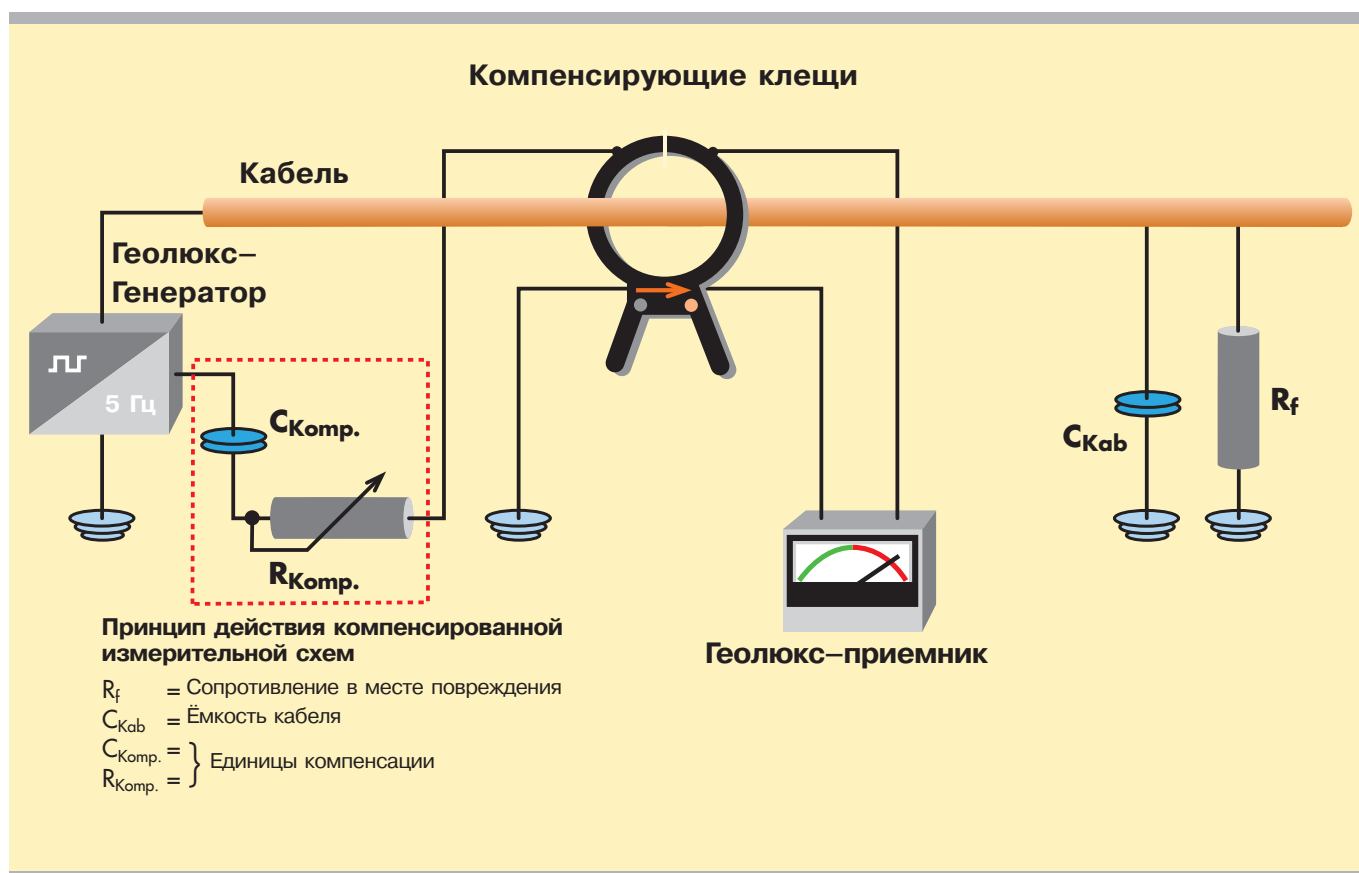 Компенсирующие клещи
Кабель
Геолюкс–
Генератор
5 Гц
CKomp.
RKomp.
CKab
Rf
Геолюкс–приемник
Принцип действия компенсированной
измерительной схем
Rf = Сопротивление в месте повреждения
CKab = Ёмкость кабеля
CKomp. =
RKomp. = } Единицы компенсации